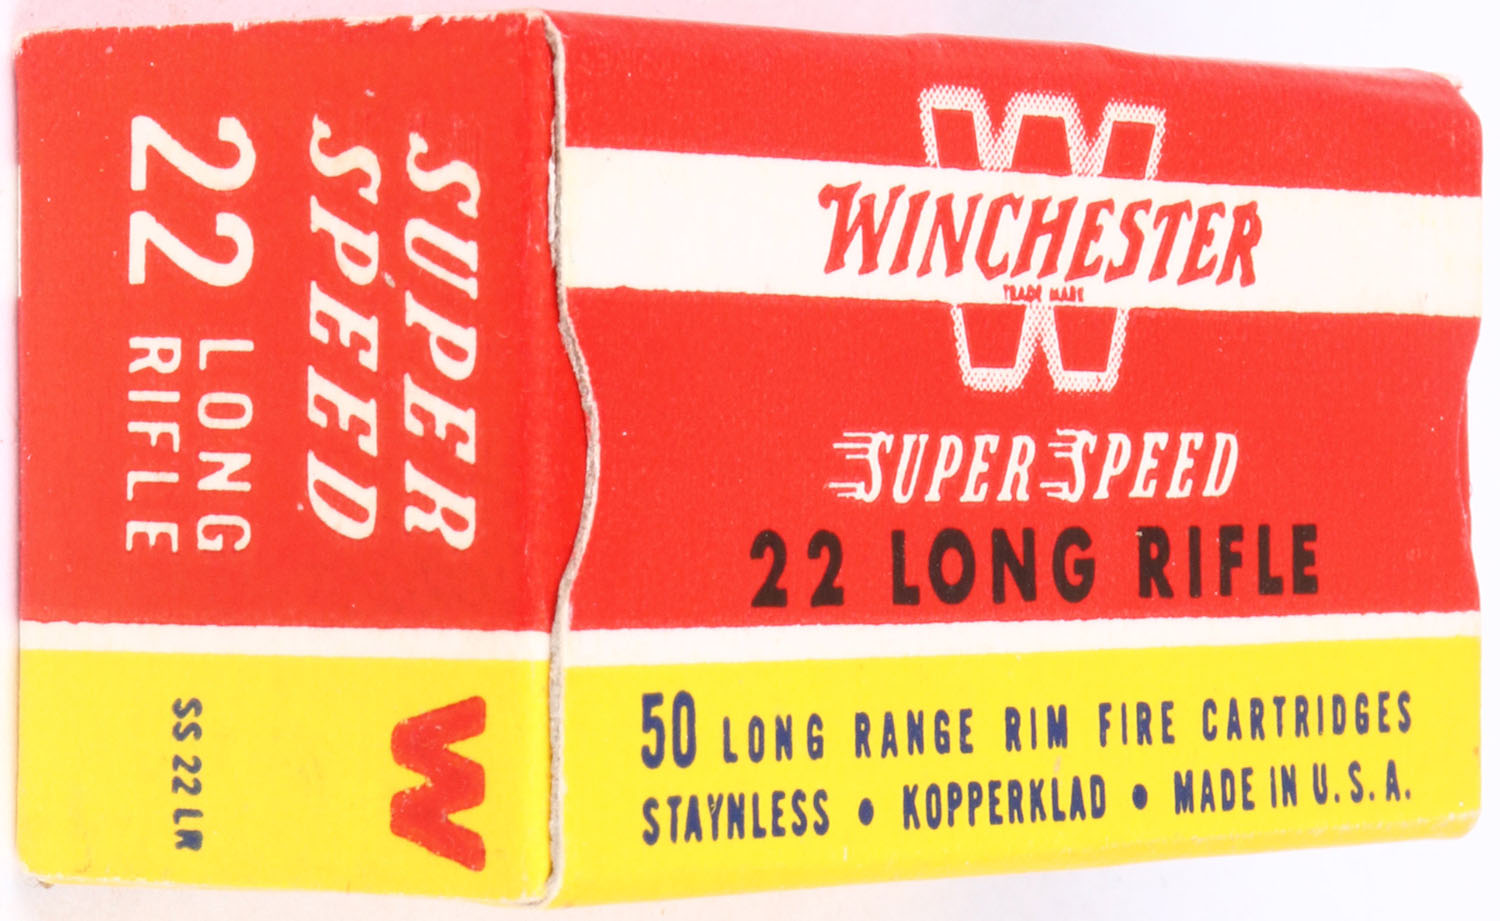 SUPER
SPEED
22 LONG
RIFLE
SS 22 LR
W
W
WINCHESTER
TRADE MARK
SUPER SPEED
22 LONG RIFLE
50 LONG RANGE RIM FIRE CARTRIDGES
STAYNLESS • KOPPERKLAD • MADE IN U.S.A.